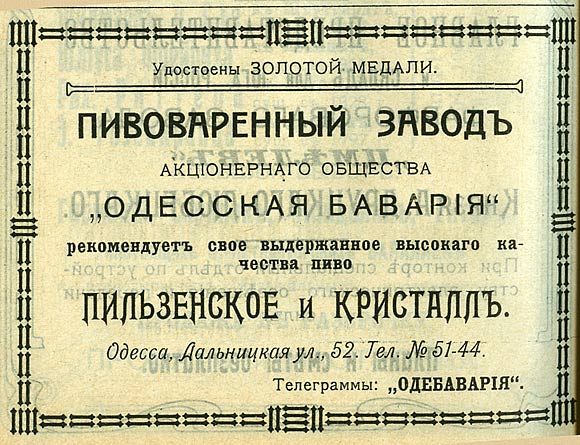 Удостоены ЗОЛОТОЙ МЕДАЛИ.
ПИВОВАРЕННЫЙ ЗАВОДЪ
АКЦІОНЕРНАГО ОБЩЕСТВА
„ОДЕССКАЯ БАВАРІЯ“
рекомендуетъ свое выдержанное высокаго ка-
чества пиво
ПИЛЬЗЕНСКОЕ и КРИСТАЛЛЪ.
Одесса, Дальницкая ул., 52. Тел. № 51-44.
Телеграммы: „ОДЕБАВАРІЯ“.